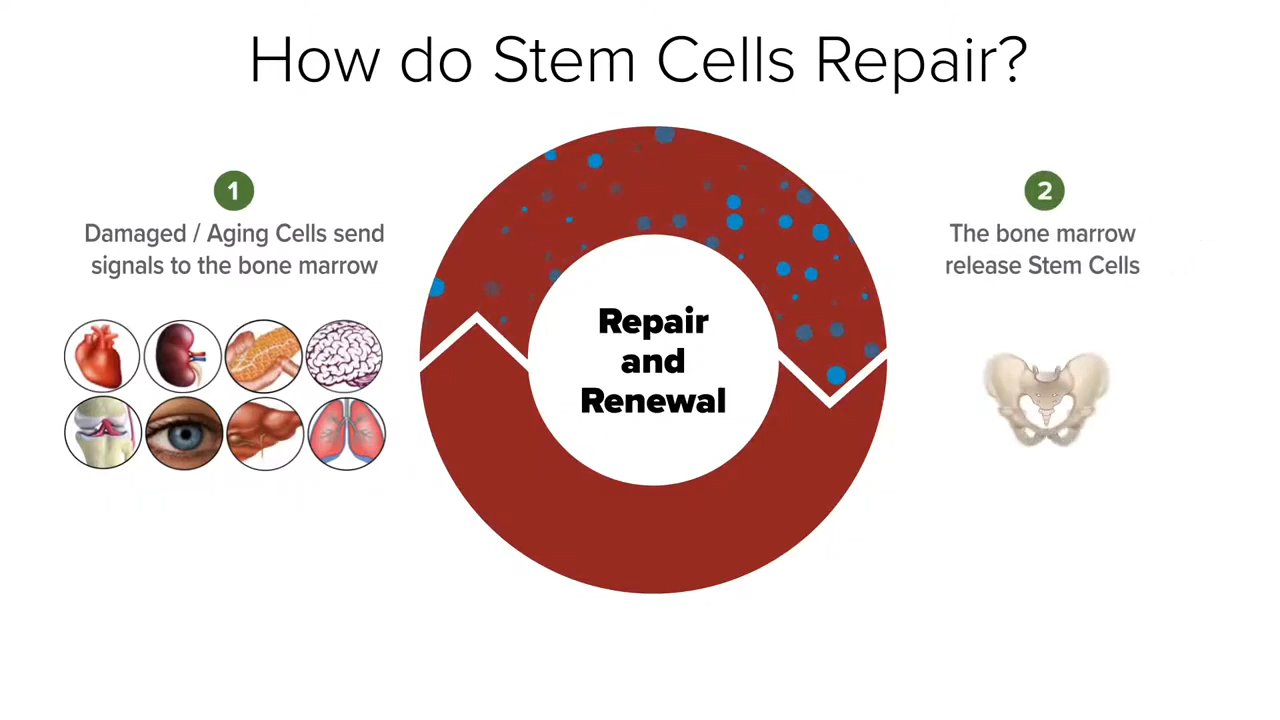 How do Stem Cells Repair?
1
Damaged / Aging Cells send
signals to the bone marrow
2
The bone marrow
release Stem Cells
Repair
and
Renewal